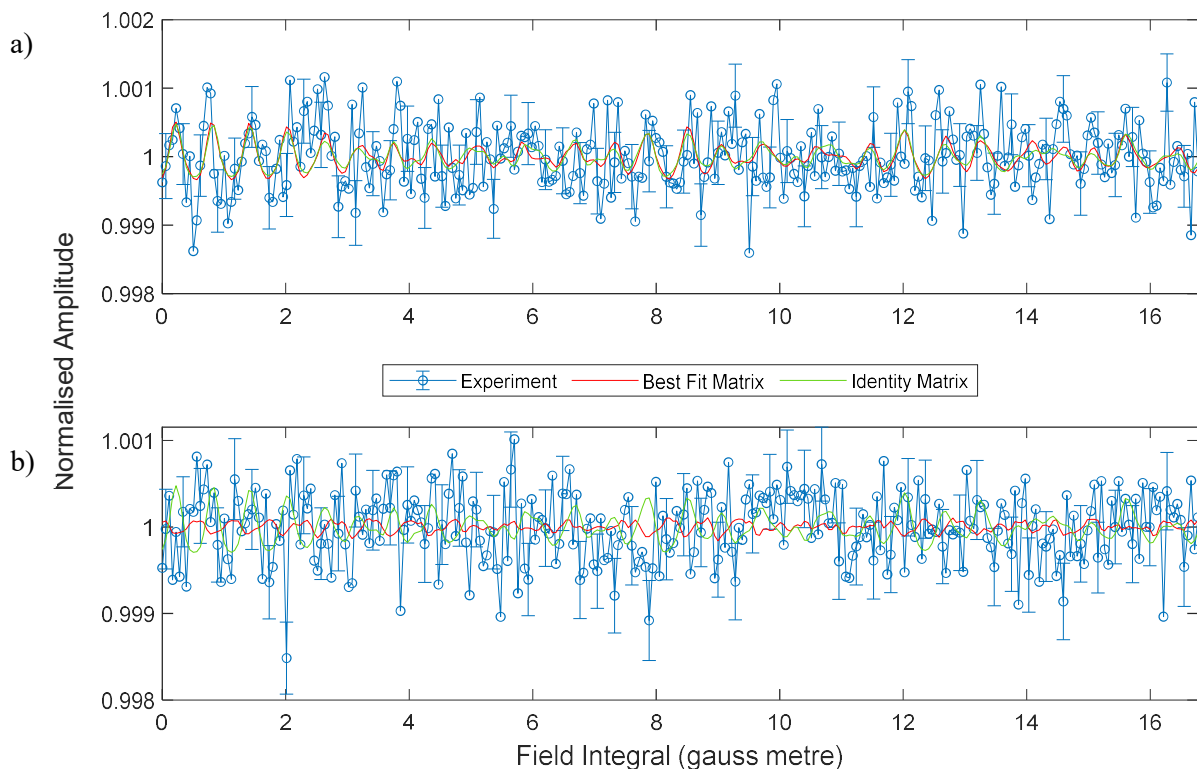 a)
1.002
1.001
1
0.999
0.998
0 2 4 6 8 10 12 14 16
Normalised Amplitude
Experiment Best Fit Matrix Identity Matrix
b)
1.001
1
0.999
0.998
0 2 4 6 8 10 12 14 16
Field Integral (gauss metre)